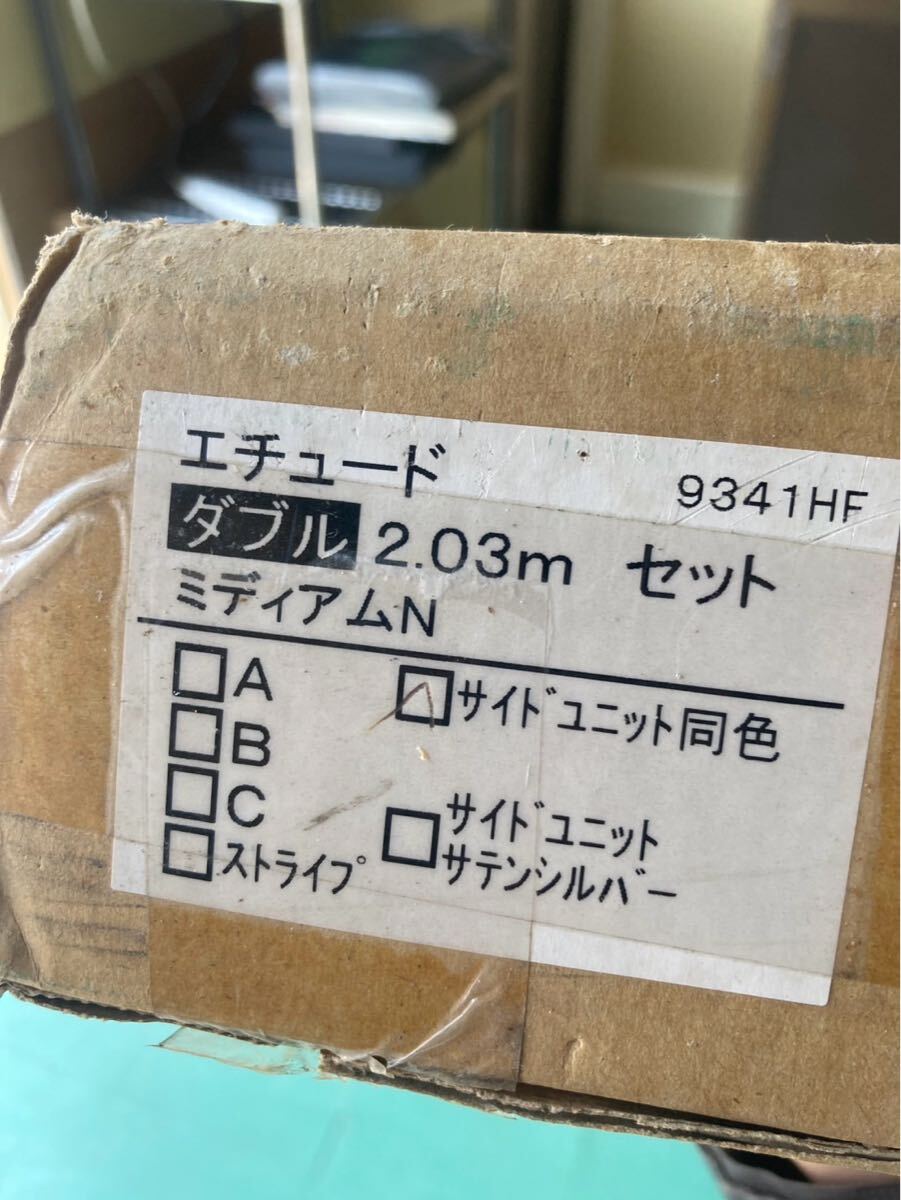 エチュード 9341HF
ダブル 2.03m セット
ミディアムN
□A □サイドユニット同色
□B
□C □サイドユニット
サテンシルバー
□ストライプ